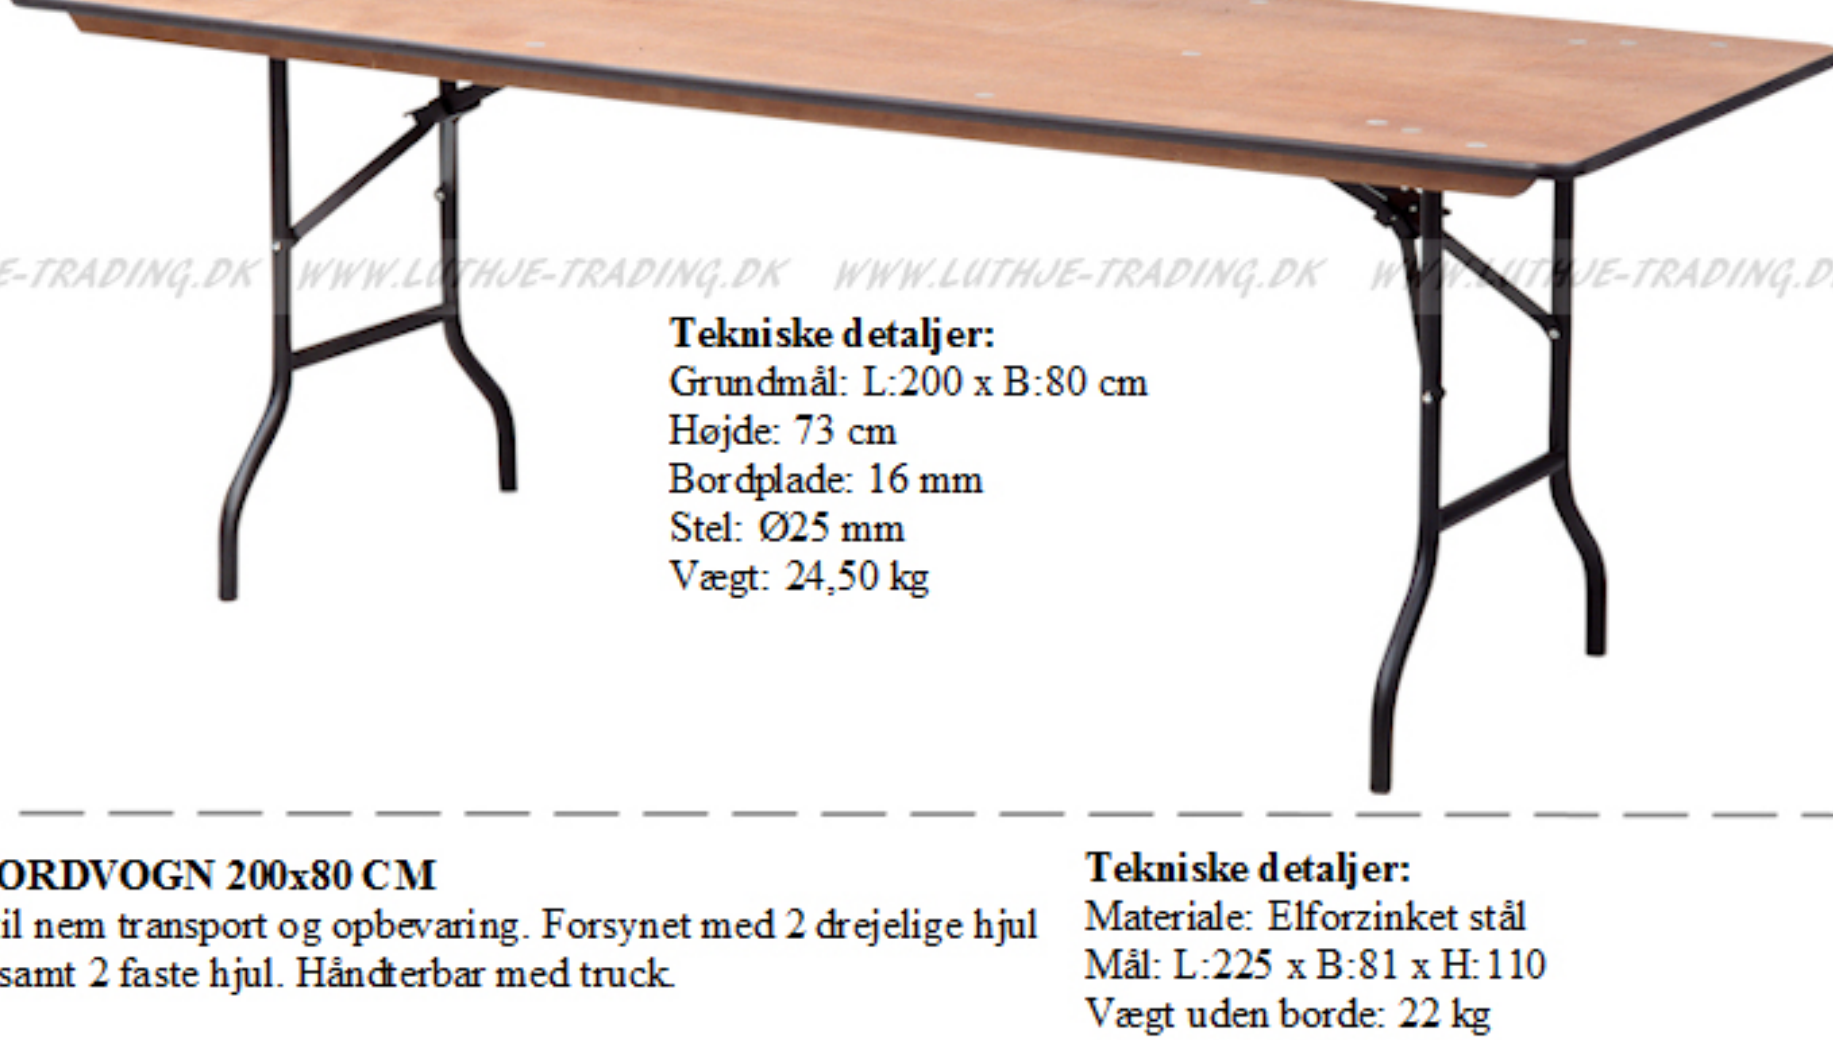 E-TRADING.DK WWW.LUTHJE-TRADING.DK WWW.LUTHJE-TRADING.DK WWW.LUTHJE-TRADING.D
Tekniske detaljer:
Grundmål: L:200 x B:80 cm
Højde: 73 cm
Bordplade: 16 mm
Stel: Ø25 mm
Vægt: 24,50 kg
ORDVOGN 200x80 CM
il nem transport og opbevaring. Forsynet med 2 drejelige hjul
samt 2 faste hjul. Håndterbar med truck.
Tekniske detaljer:
Materiale: Elforzinket stål
Mål: L:225 x B:81 x H:110
Vægt uden borde: 22 kg